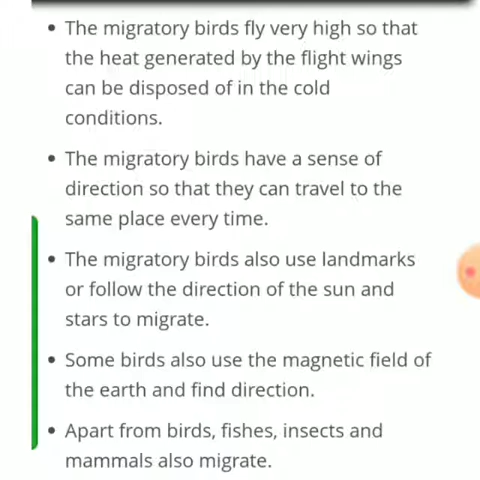 • The migratory birds fly very high so that
the heat generated by the flight wings
can be disposed of in the cold
conditions.
• The migratory birds have a sense of
direction so that they can travel to the
same place every time.
• The migratory birds also use landmarks
or follow the direction of the sun and
stars to migrate.
• Some birds also use the magnetic field of
the earth and find direction.
• Apart from birds, fishes, insects and
mammals also migrate.